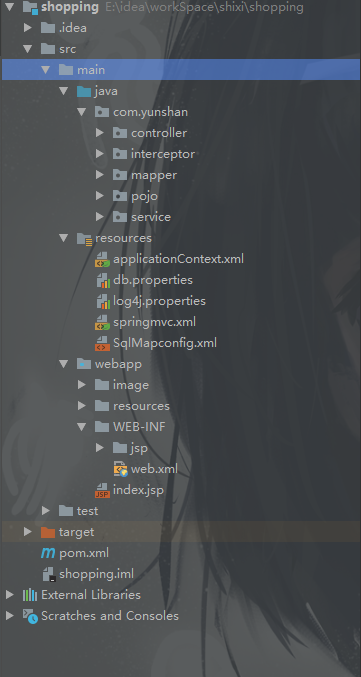 shopping E:\idea\workSpace\shixi\shopping
.idea
src
main
java
com.yunshan
controller
interceptor
mapper
pojo
service
resources
applicationContext.xml
db.properties
log4j.properties
springmvc.xml
SqlMapconfig.xml
webapp
image
resources
WEB-INF
jsp
web.xml
JSP index.jsp
test
target
m pom.xml
shopping.iml
External Libraries
Scratches and Consoles